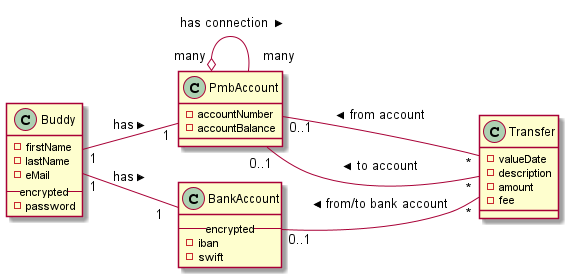 has connection ►
many
many
C PmbAccount
accountNumber
accountBalance
C Buddy
firstName
lastName
eMail
encrypted
password
has ►
1
1
has ►
1
1
C BankAccount
encrypted
iban
swift
C Transfer
valueDate
description
amount
fee
0..1
◄ from account
*
0..1
◄ to account
*
0..1
◄ from/to bank account
*